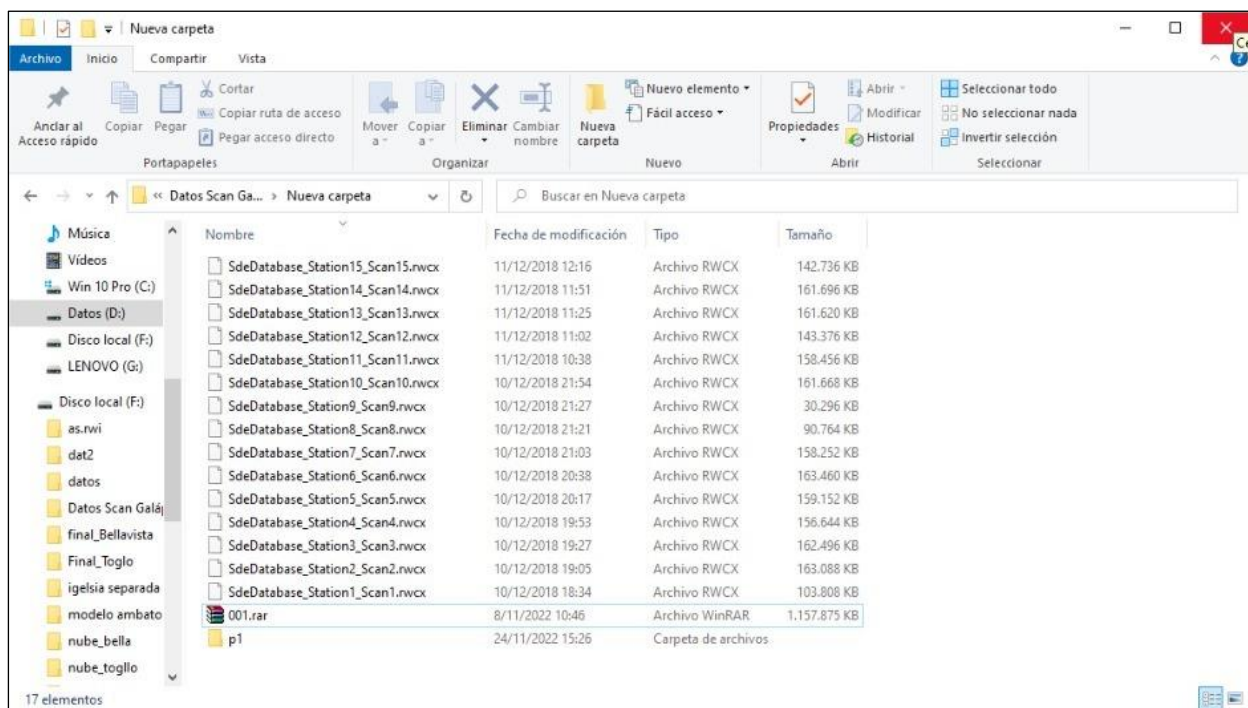 Nueva carpeta
Archivo Inicio Compartir Vista
Anclar al Acceso rápido
Copiar
Pegar
Cortar
Copiar ruta de acceso
Pegar acceso directo
Portapapeles
Mover a
Copiar a
Eliminar
Cambiar nombre
Organizar
Nueva carpeta
Nuevo elemento
Fácil acceso
Nuevo
Propiedades
Abrir
Modificar
Historial
Abrir
Seleccionar todo
No seleccionar nada
Invertir selección
Seleccionar
« Datos Scan Ga... › Nueva carpeta
Buscar en Nueva carpeta
Música
Vídeos
Win 10 Pro (C:)
Datos (D:)
Disco local (F:)
LENOVO (G:)
Disco local (F:)
as.rwi
dat2
datos
Datos Scan Galá
final_Bellavista
Final_Toglo
igelsia separada
modelo ambato
nube_bella
nube_togllo
Nombre Fecha de modificación Tipo Tamaño
SdeDatabase_Station15_Scan15.rwcx 11/12/2018 12:16 Archivo RWCX 142.736 KB
SdeDatabase_Station14_Scan14.rwcx 11/12/2018 11:51 Archivo RWCX 161.696 KB
SdeDatabase_Station13_Scan13.rwcx 11/12/2018 11:25 Archivo RWCX 161.620 KB
SdeDatabase_Station12_Scan12.rwcx 11/12/2018 11:02 Archivo RWCX 143.376 KB
SdeDatabase_Station11_Scan11.rwcx 11/12/2018 10:38 Archivo RWCX 158.456 KB
SdeDatabase_Station10_Scan10.rwcx 10/12/2018 21:54 Archivo RWCX 161.668 KB
SdeDatabase_Station9_Scan9.rwcx 10/12/2018 21:27 Archivo RWCX 30.296 KB
SdeDatabase_Station8_Scan8.rwcx 10/12/2018 21:21 Archivo RWCX 90.764 KB
SdeDatabase_Station7_Scan7.rwcx 10/12/2018 21:03 Archivo RWCX 158.252 KB
SdeDatabase_Station6_Scan6.rwcx 10/12/2018 20:38 Archivo RWCX 163.460 KB
SdeDatabase_Station5_Scan5.rwcx 10/12/2018 20:17 Archivo RWCX 159.152 KB
SdeDatabase_Station4_Scan4.rwcx 10/12/2018 19:53 Archivo RWCX 156.644 KB
SdeDatabase_Station3_Scan3.rwcx 10/12/2018 19:27 Archivo RWCX 162.496 KB
SdeDatabase_Station2_Scan2.rwcx 10/12/2018 19:05 Archivo RWCX 163.088 KB
SdeDatabase_Station1_Scan1.rwcx 10/12/2018 18:34 Archivo RWCX 103.808 KB
001.rar 8/11/2022 10:46 Archivo WinRAR 1.157.875 KB
p1 24/11/2022 15:26 Carpeta de archivos
17 elementos